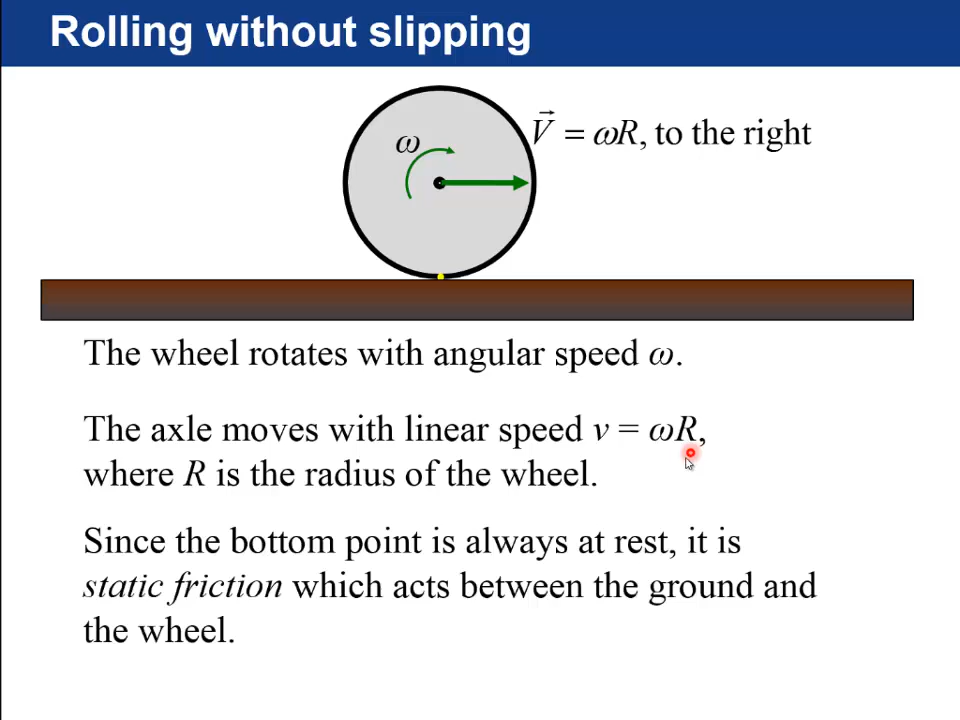 Rolling without slipping
ω
V⃗ = ωR, to the right
The wheel rotates with angular speed ω.
The axle moves with linear speed v = ωR,
where R is the radius of the wheel.
Since the bottom point is always at rest, it is
static friction which acts between the ground and
the wheel.